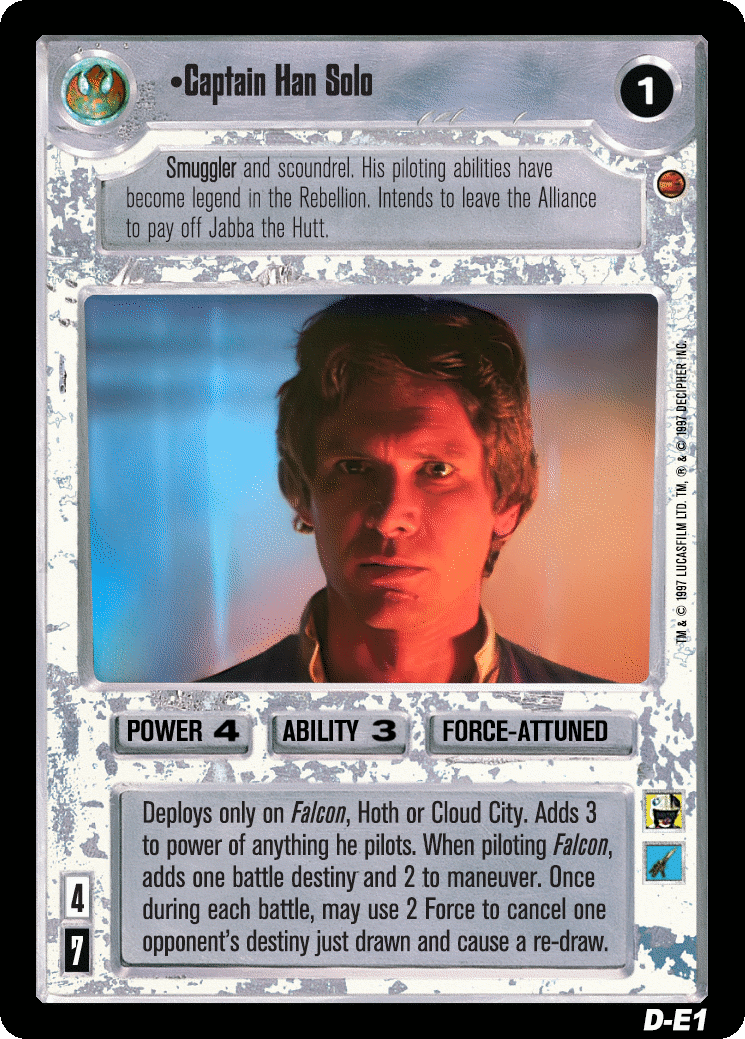 •Captain Han Solo
1
Smuggler and scoundrel. His piloting abilities have
become legend in the Rebellion. Intends to leave the Alliance
to pay off Jabba the Hutt.
TM & © 1997 LUCASFILM LTD. TM, ® & © 1997 DECIPHER INC.
POWER 4
ABILITY 3
FORCE-ATTUNED
Deploys only on Falcon, Hoth or Cloud City. Adds 3
to power of anything he pilots. When piloting Falcon,
adds one battle destiny and 2 to maneuver. Once
during each battle, may use 2 Force to cancel one
opponent's destiny just drawn and cause a re-draw.
4
7
D-E1